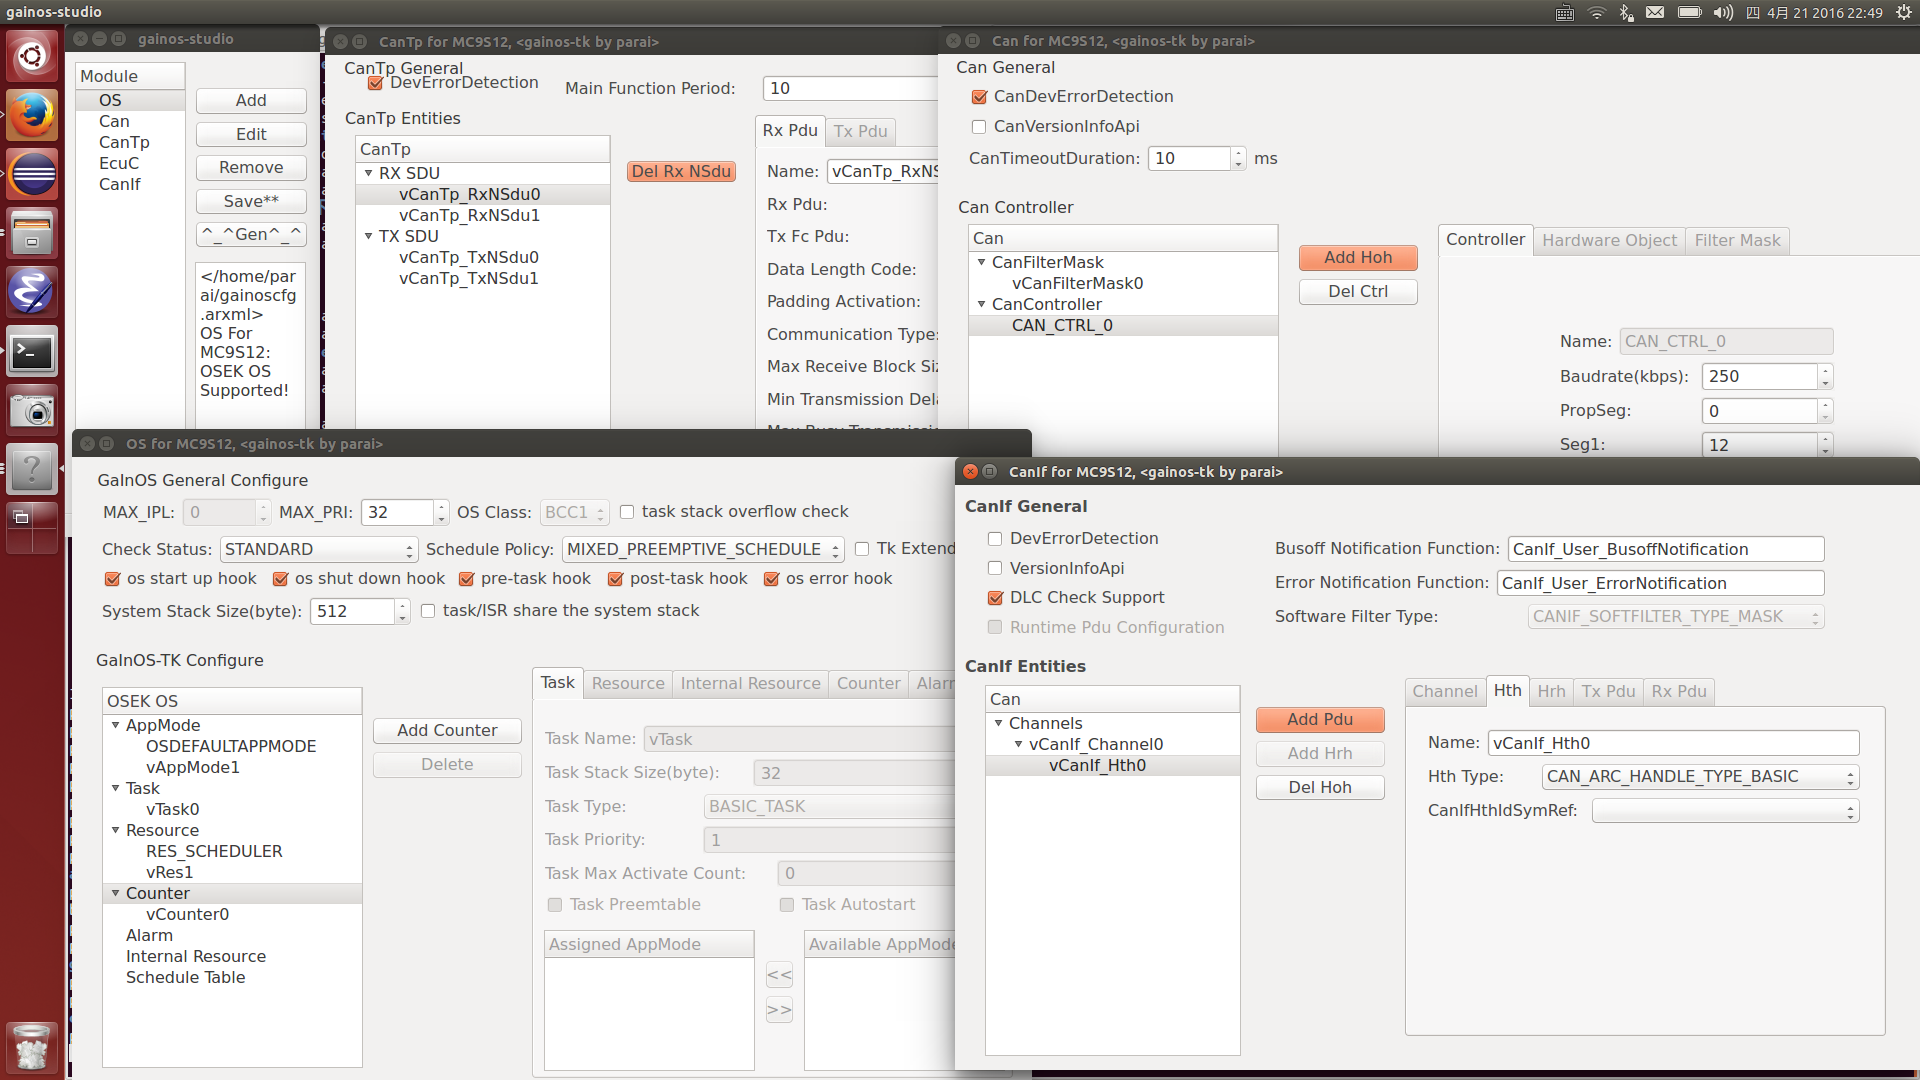 gainos-studio
四 4月 21 2016 22:49
gainos-studio
Module
OS
Can
CanTp
EcuC
CanIf
Add
Edit
Remove
Save**
^_^Gen^_^
</home/par
ai/gainoscfg
.arxml>
OS For
MC9S12:
OSEK OS
Supported!
CanTp for MC9S12, <gainos-tk by parai>
CanTp General
DevErrorDetection
Main Function Period:
10
CanTp Entities
CanTp
RX SDU
vCanTp_RxNSdu0
vCanTp_RxNSdu1
TX SDU
vCanTp_TxNSdu0
vCanTp_TxNSdu1
Del Rx NSdu
Rx Pdu
Tx Pdu
Name:
vCanTp_RxNS
Rx Pdu:
Tx Fc Pdu:
Data Length Code:
Padding Activation:
Communication Type:
Max Receive Block Siz
Min Transmission Dela
Can for MC9S12, <gainos-tk by parai>
Can General
CanDevErrorDetection
CanVersionInfoApi
CanTimeoutDuration:
10
ms
Can Controller
Can
CanFilterMask
vCanFilterMask0
CanController
CAN_CTRL_0
Add Hoh
Del Ctrl
Controller
Hardware Object
Filter Mask
Name:
CAN_CTRL_0
Baudrate(kbps):
250
PropSeg:
0
Seg1:
12
OS for MC9S12, <gainos-tk by parai>
GaInOS General Configure
MAX_IPL:
0
MAX_PRI:
32
OS Class:
BCC1
task stack overflow check
Check Status:
STANDARD
Schedule Policy:
MIXED_PREEMPTIVE_SCHEDULE
Tk Extend
os start up hook
os shut down hook
pre-task hook
post-task hook
os error hook
System Stack Size(byte):
512
task/ISR share the system stack
GaInOS-TK Configure
OSEK OS
AppMode
OSDEFAULTAPPMODE
vAppMode1
Task
vTask0
Resource
RES_SCHEDULER
vRes1
Counter
vCounter0
Alarm
Internal Resource
Schedule Table
Add Counter
Delete
Task
Resource
Internal Resource
Counter
Alarr
Task Name:
vTask
Task Stack Size(byte):
32
Task Type:
BASIC_TASK
Task Priority:
1
Task Max Activate Count:
0
Task Preemtable
Task Autostart
Assigned AppMode
Available AppMode
<<
>>
CanIf for MC9S12, <gainos-tk by parai>
CanIf General
DevErrorDetection
VersionInfoApi
DLC Check Support
Runtime Pdu Configuration
Busoff Notification Function:
CanIf_User_BusoffNotification
Error Notification Function:
CanIf_User_ErrorNotification
Software Filter Type:
CANIF_SOFTFILTER_TYPE_MASK
CanIf Entities
Can
Channels
vCanIf_Channel0
vCanIf_Hth0
Add Pdu
Add Hrh
Del Hoh
Channel
Hth
Hrh
Tx Pdu
Rx Pdu
Name:
vCanIf_Hth0
Hth Type:
CAN_ARC_HANDLE_TYPE_BASIC
CanIfHthIdSymRef: